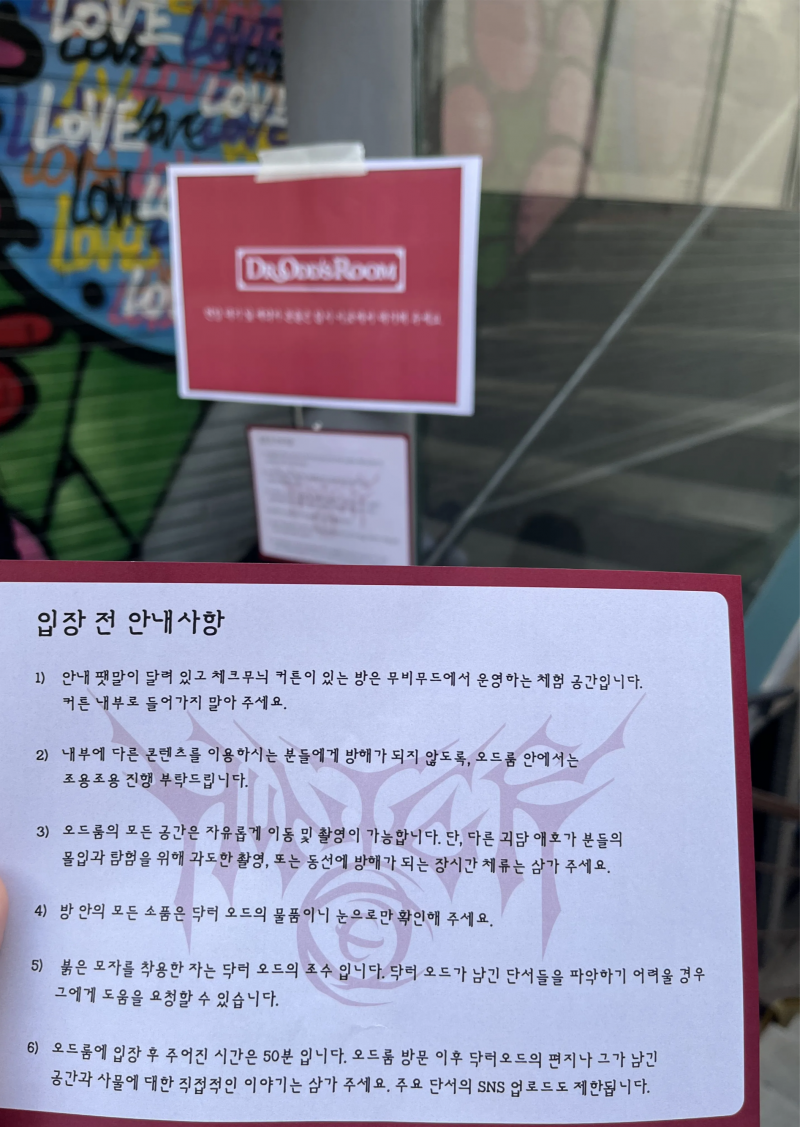 LOVE
LOVE
LOVE
LOVE
DR.ODD'S ROOM
입장 전 안내사항
1) 안내 팻말이 달려 있고 체크무늬 커튼이 있는 방은 무비무드에서 운영하는 체험 공간입니다.
커튼 내부로 들어가지 말아 주세요.
2) 내부에 다른 콘텐츠를 이용하시는 분들에게 방해가 되지 않도록, 오드룸 안에서는
조용조용 진행 부탁드립니다.
3) 오드룸의 모든 공간은 자유롭게 이동 및 촬영이 가능합니다. 단, 다른 괴담 애호가 분들의
몰입과 탐험을 위해 과도한 촬영, 또는 동선에 방해가 되는 장시간 체류는 삼가 주세요.
4) 방 안의 모든 소품은 닥터 오드의 물품이니 눈으로만 확인해 주세요.
5) 붉은 모자를 착용한 자는 닥터 오드의 조수 입니다. 닥터 오드가 남긴 단서들을 파악하기 어려울 경우
그에게 도움을 요청할 수 있습니다.
6) 오드룸에 입장 후 주어진 시간은 50분 입니다. 오드룸 방문 이후 닥터오드의 편지나 그가 남긴
공간과 사물에 대한 직접적인 이야기는 삼가 주세요. 주요 단서의 SNS 업로드도 제한됩니다.